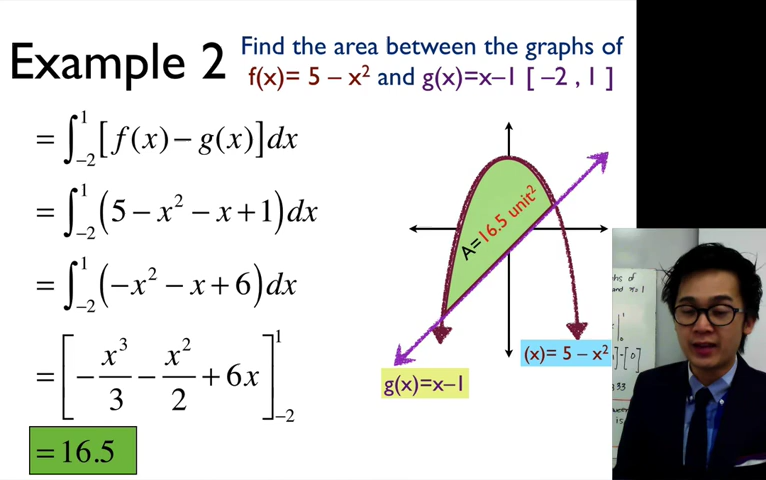 Example 2
Find the area between the graphs of
f(x)= 5 – x² and g(x)=x–1 [ –2 , 1 ]
= ∫₋₂¹ [f(x) – g(x)]dx
= ∫₋₂¹ (5 – x² – x + 1)dx
= ∫₋₂¹ (–x² – x + 6)dx
= [ – x³/3 – x²/2 + 6x ]₋₂¹
= 16.5
A=16.5 unit²
(x)= 5 – x²
g(x)=x–1
hs of